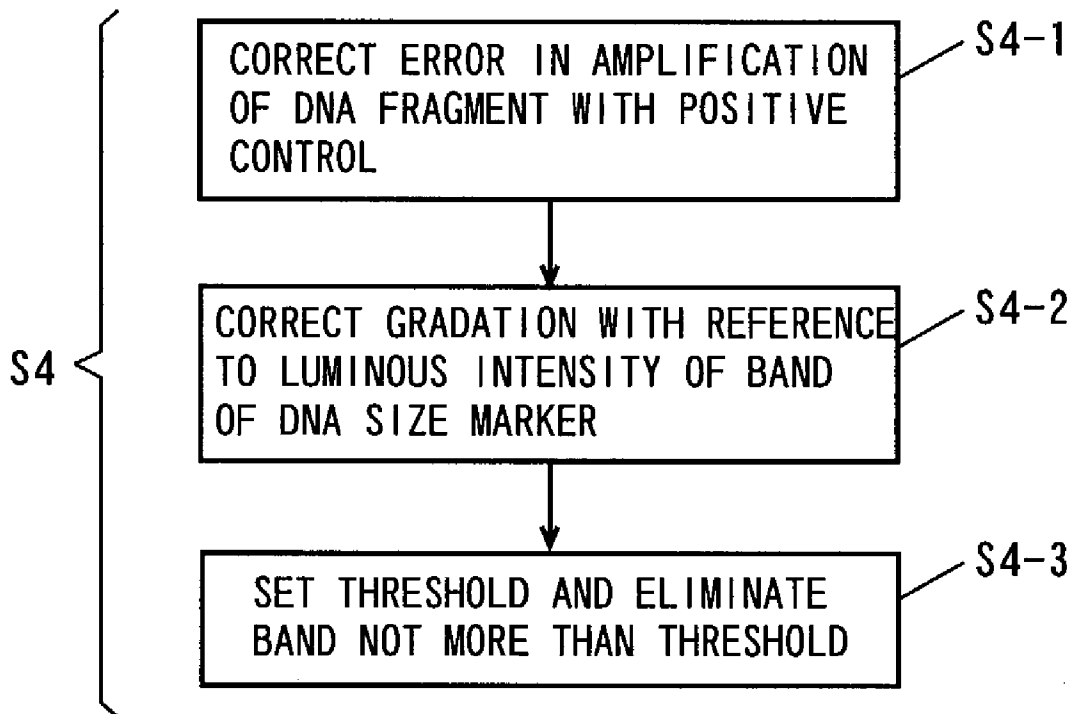 CORRECT ERROR IN AMPLIFICATION
OF DNA FRAGMENT WITH POSITIVE
CONTROL
S4-1
CORRECT GRADATION WITH REFERENCE
TO LUMINOUS INTENSITY OF BAND
OF DNA SIZE MARKER
S4-2
S4
SET THRESHOLD AND ELIMINATE
BAND NOT MORE THAN THRESHOLD
S4-3